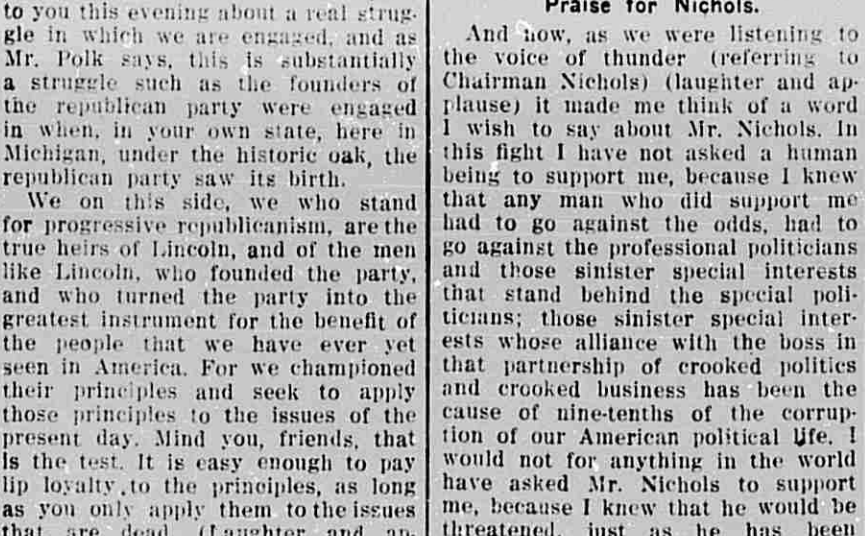 to you this evening about a real strug-
gle in which we are engaged, and as
Mr. Polk says, this is substantially
a struggle such as the founders of
the republican party were engaged
in when, in your own state, here in
Michigan, under the historic oak, the
republican party saw its birth.
We on this side, we who stand
for progressive republicanism, are the
true heirs of Lincoln, and of the men
like Lincoln, who founded the party,
and who turned the party into the
greatest instrument for the benefit of
the people that we have ever yet
seen in America. For we championed
their principles and seek to apply
those principles to the issues of the
present day. Mind you, friends, that
is the test. It is easy enough to pay
lip loyalty to the principles, as long
as you only apply them to the issues
that are dead. (Laughter and ap-
Praise for Nichols.
And now, as we were listening to
the voice of thunder (referring to
Chairman Nichols) (laughter and ap-
plause) it made me think of a word
I wish to say about Mr. Nichols. In
this fight I have not asked a human
being to support me, because I knew
that any man who did support me
had to go against the odds, had to
go against the professional politicians
and those sinister special interests
that stand behind the special poli-
ticians; those sinister special inter-
ests whose alliance with the boss in
that partnership of crooked politics
and crooked business has been the
cause of nine-tenths of the corrup-
tion of our American political life. I
would not for anything in the world
have asked Mr. Nichols to support
me, because I knew that he would be
threatened, just as he has been